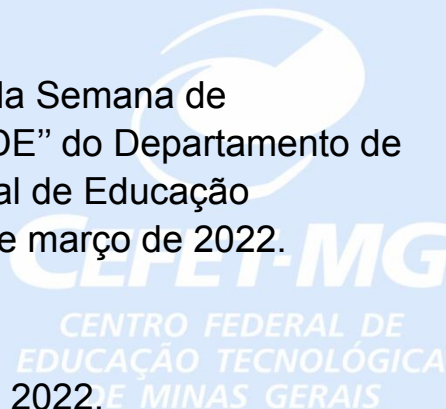 la Semana de
DE’’ do Departamento de
al de Educação
e março de 2022.
CEFET-MG
CENTRO FEDERAL DE
EDUCAÇÃO TECNOLÓGICA
2022.
DE MINAS GERAIS